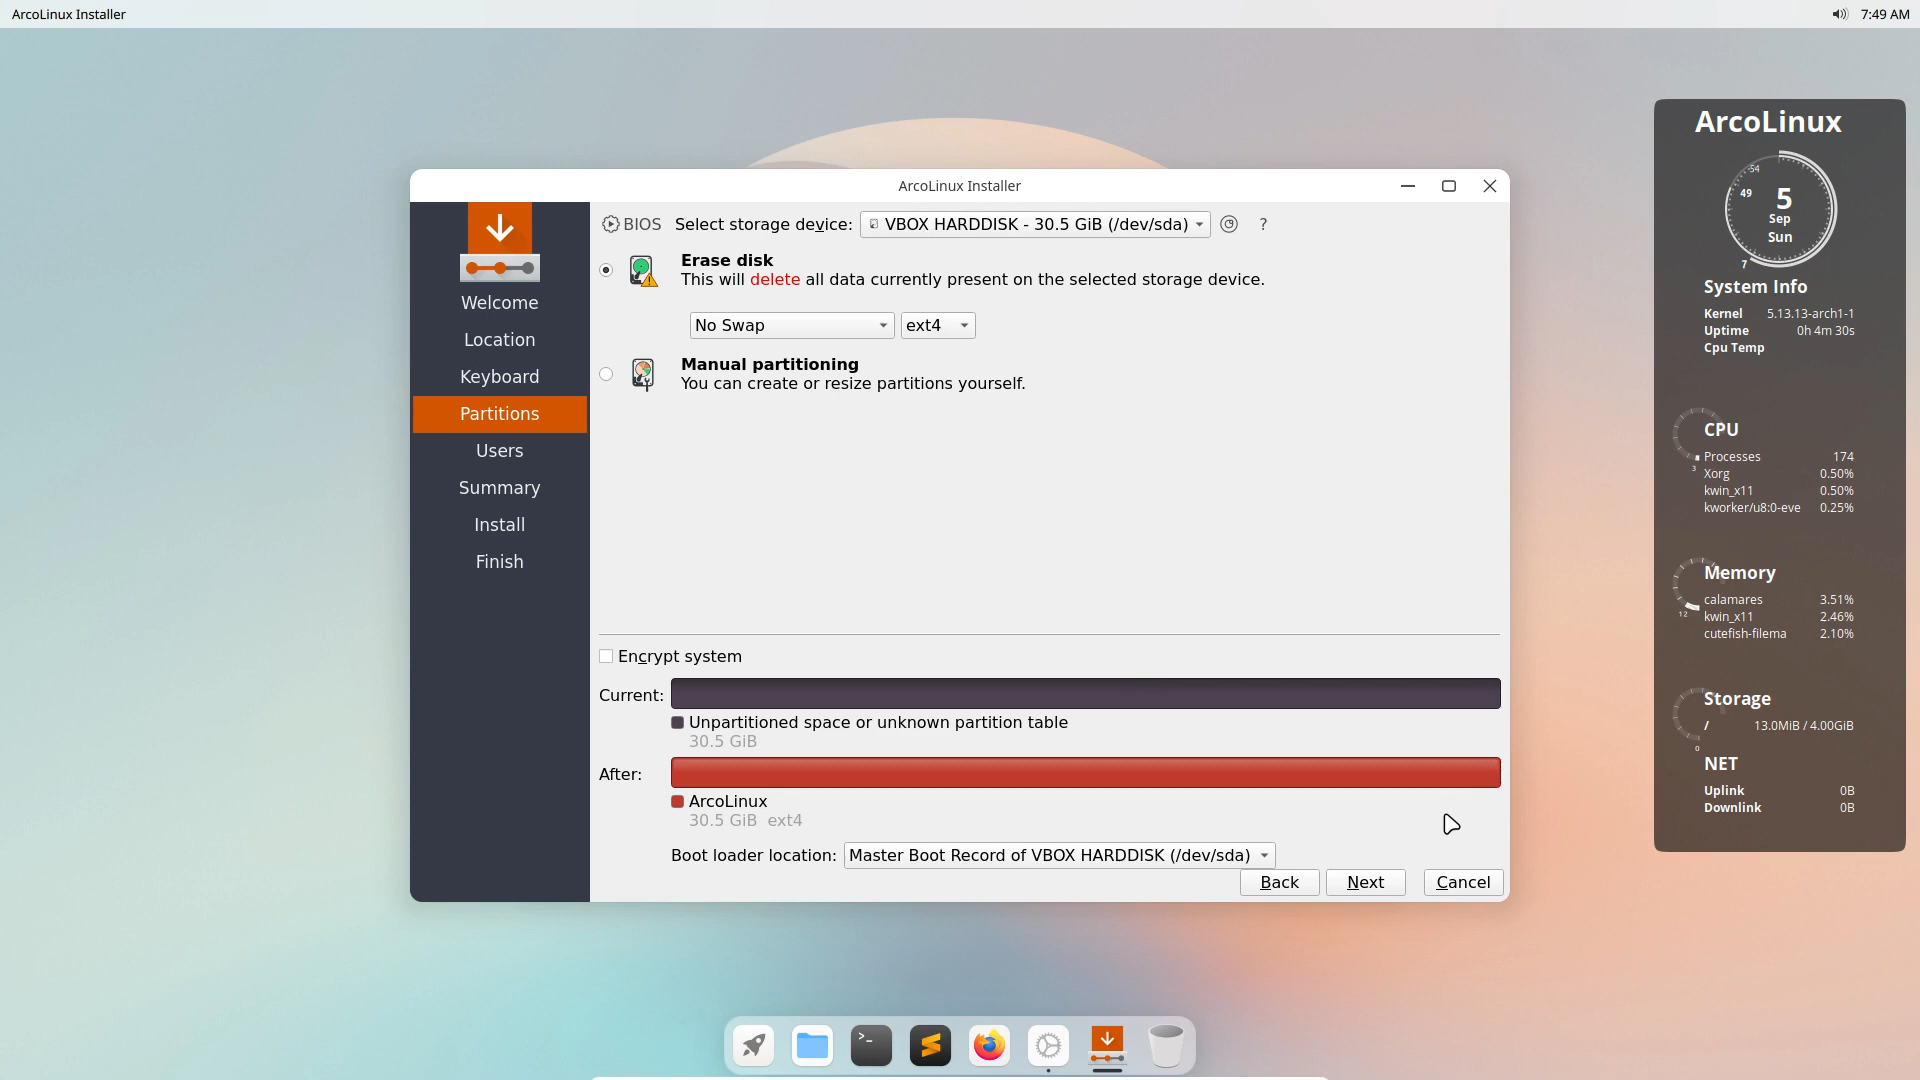 ArcoLinux Installer
7:49 AM
ArcoLinux Installer
BIOS Select storage device: VBOX HARDDISK - 30.5 GiB (/dev/sda) ?
Erase disk
This will delete all data currently present on the selected storage device.
No Swap ext4
Manual partitioning
You can create or resize partitions yourself.
Welcome
Location
Keyboard
Partitions
Users
Summary
Install
Finish
Encrypt system
Current:
Unpartitioned space or unknown partition table
30.5 GiB
After:
ArcoLinux
30.5 GiB ext4
Boot loader location: Master Boot Record of VBOX HARDDISK (/dev/sda)
Back Next Cancel
ArcoLinux
54
49
5
Sep
Sun
7
System Info
Kernel 5.13.13-arch1-1
Uptime 0h 4m 30s
Cpu Temp
CPU
Processes 174
3
Xorg 0.50%
kwin_x11 0.50%
kworker/u8:0-eve 0.25%
Memory
calamares 3.51%
12
kwin_x11 2.46%
cutefish-filema 2.10%
Storage
/ 13.0MiB / 4.00GiB
0
NET
Uplink 0B
Downlink 0B
>_